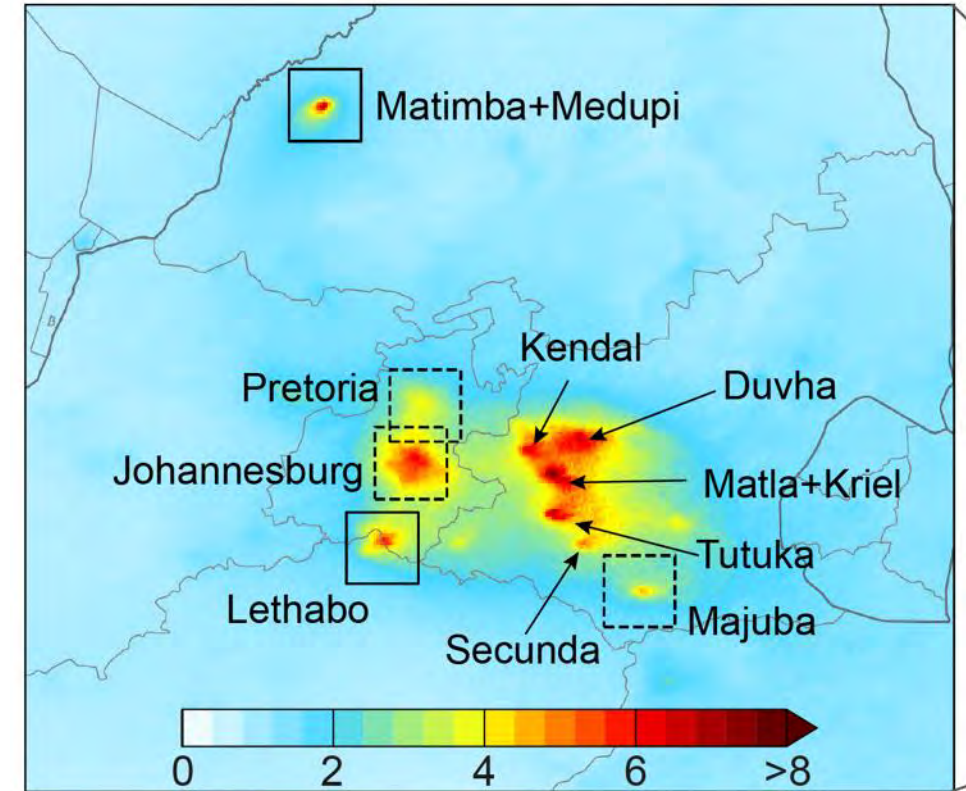 Matimba+Medupi
B
Kendal
Pretoria
Duvha
Johannesburg
Matla+Kriel
Tutuka
Lethabo
Majuba
Secunda
0 2 4 6 >8